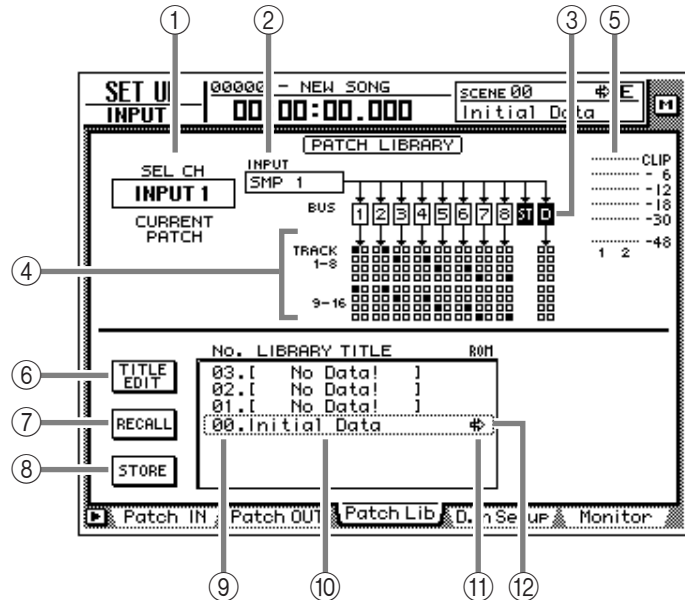 ① ② ③ ⑤
SET UP 00000 - NEW SONG SCENE 00 E
INPUT 00 00:00.000 Initial Data M
PATCH LIBRARY
SEL CH INPUT
INPUT 1 SMP 1
CURRENT
PATCH
BUS 1 2 3 4 5 6 7 8 ST D
CLIP
- 6
-12
-18
-30
-48
1 2
④ TRACK
1-8
9-16
No. LIBRARY TITLE ROM
⑥ TITLE
EDIT
03.[ No Data! ]
02.[ No Data! ]
01.[ No Data! ]
⑦ RECALL
00.Initial Data
⑧ STORE
Patch IN Patch OUT Patch Lib D.in Setup Monitor
⑨ ⑩ ⑪ ⑫